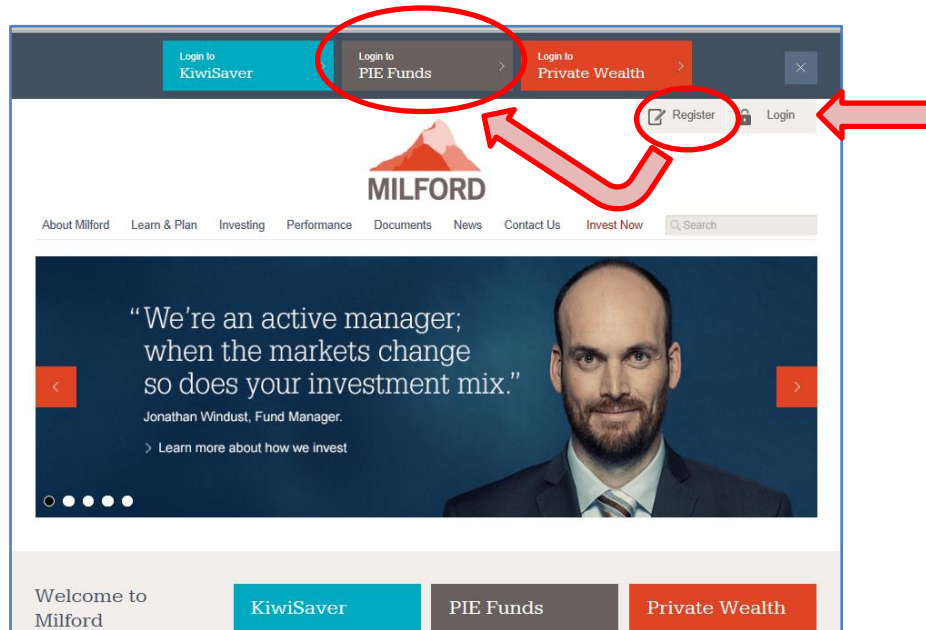 Login to
KiwiSaver
Login to
PIE Funds
Login to
Private Wealth
Register
Login
MILFORD
About Milford Learn & Plan Investing Performance Documents News Contact Us Invest Now Search
“We’re an active manager;
when the markets change
so does your investment mix.”
Jonathan Windust, Fund Manager.
> Learn more about how we invest
Welcome to
Milford
KiwiSaver
PIE Funds
Private Wealth